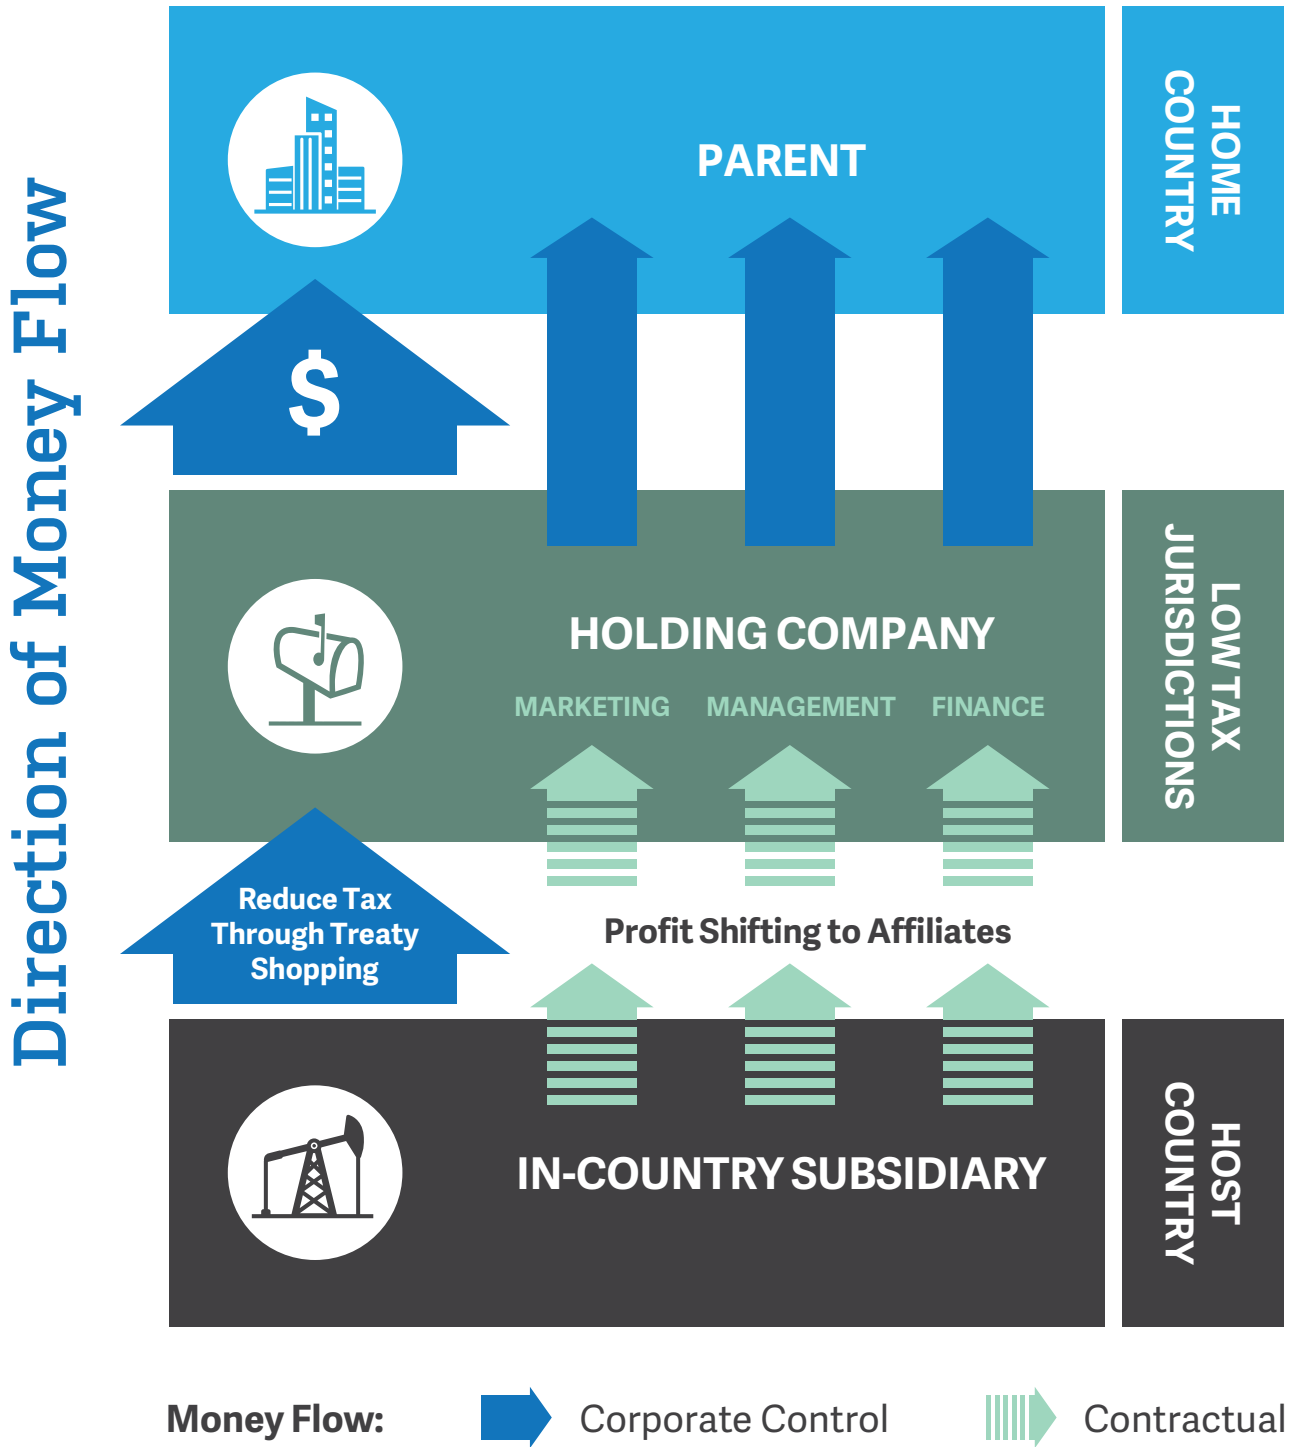 Direction of Money Flow
PARENT
HOME
COUNTRY
$
HOLDING COMPANY
MARKETING MANAGEMENT FINANCE
LOW TAX
JURISDICTIONS
Reduce Tax
Through Treaty
Shopping
Profit Shifting to Affiliates
IN-COUNTRY SUBSIDIARY
HOST
COUNTRY
Money Flow: Corporate Control Contractual